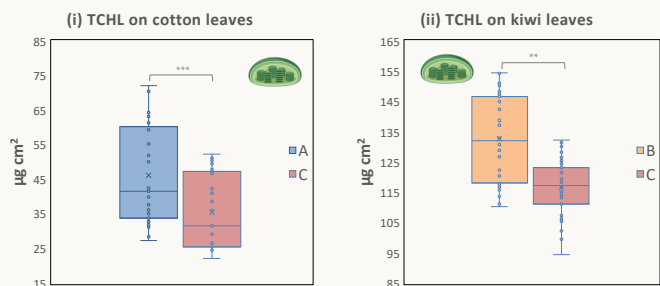 (i) TCHL on cotton leaves
85
75
65
55
45
35
25
15
µg cm²
***
A
C
(ii) TCHL on kiwi leaves
165
155
145
135
125
115
105
95
85
µg cm²
**
B
C